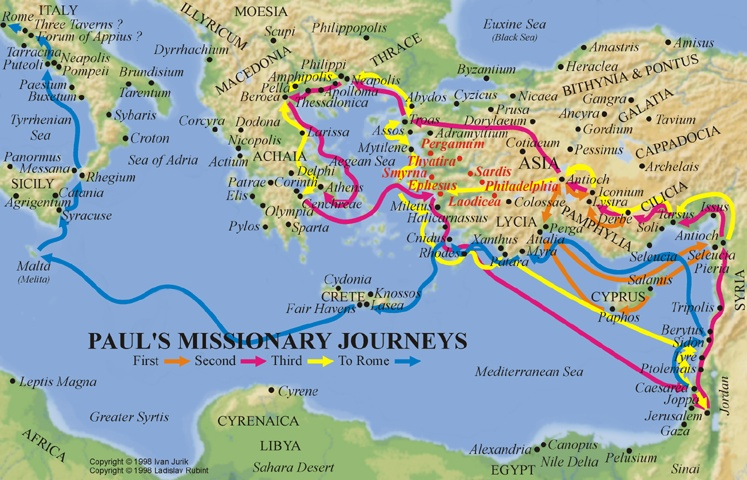 ITALY
Rome
Three Taverns ?
Forum of Appius ?
Tarracina
Puteoli
Neapolis
Pompeii
Paestum
Buxentum
Brundisium
Tarentum
Tyrrhenian
Sea
Sybaris
Croton
Sea of Adria
Panormus
Messana
Rhegium
SICILY
Catania
Agrigentum
Syracuse
Malta
(Melita)
ILLYRICUM
MOESIA
Scupi
Philippopolis
Dyrrhachium
THRACE
MACEDONIA
Philippi
Amphipolis
Neapolis
Pella
Apollonia
Beroea
Thessalonica
Corcyra
Dodona
Larissa
Nicopolis
Actium
ACHAIA
Aegean Sea
Delphi
Patrae
Corinth
Athens
Elis
Cenchreae
Olympia
Pylos
Sparta
Euxine Sea
(Black Sea)
Amastris
Amisus
Byzantium
Heraclea
BITHYNIA & PONTUS
Abydos
Cyzicus
Nicaea
Prusa
Gangra
GALATIA
Troas
Dorylaeum
Ancyra
Assos
Adramyttium
Gordium
Cotiaeum
Pessinus
CAPPADOCIA
Mytilene
Pergamum
Thyatira
ASIA
Archelais
Smyrna
Sardis
Antioch
Ephesus
Philadelphia
Iconium
Laodicea
Colossae
Lystra
CILICIA
Miletus
Derbe
Tarsus
Issus
Halicarnassus
LYCIA
PAMPHYLIA
Soli
Perga
Cnidus
Xanthus
Attalia
Antioch
Rhodes
Patara
Myra
Seleucia
Seleucia
Pieria
Salamis
CYPRUS
Paphos
SYRIA
Cydonia
CRETE
Knossos
Fair Havens
Lasea
Tripolis
Berytus
Sidon
Tyre
Ptolemais
Caesarea
Joppa
Jordan
Jerusalem
Gaza
PAUL'S MISSIONARY JOURNEYS
First Second Third To Rome
Mediterranean Sea
Leptis Magna
Cyrene
Greater Syrtis
CYRENAICA
LIBYA
Sahara Desert
AFRICA
Alexandria
Canopus
Nile Delta
Pelusium
EGYPT
Sinai
Copyright © 1998 Ivan Jurik
Copyright © 1998 Ladislav Rubint